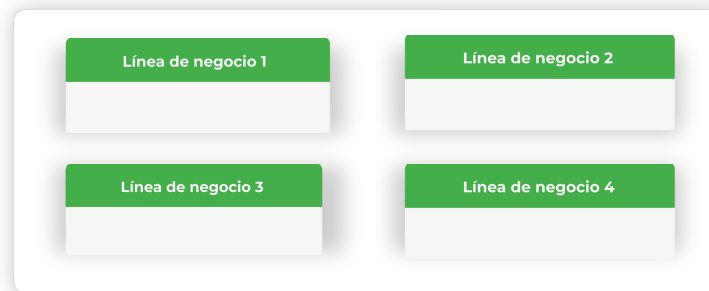 Línea de negocio 1
Línea de negocio 2
Línea de negocio 3
Línea de negocio 4